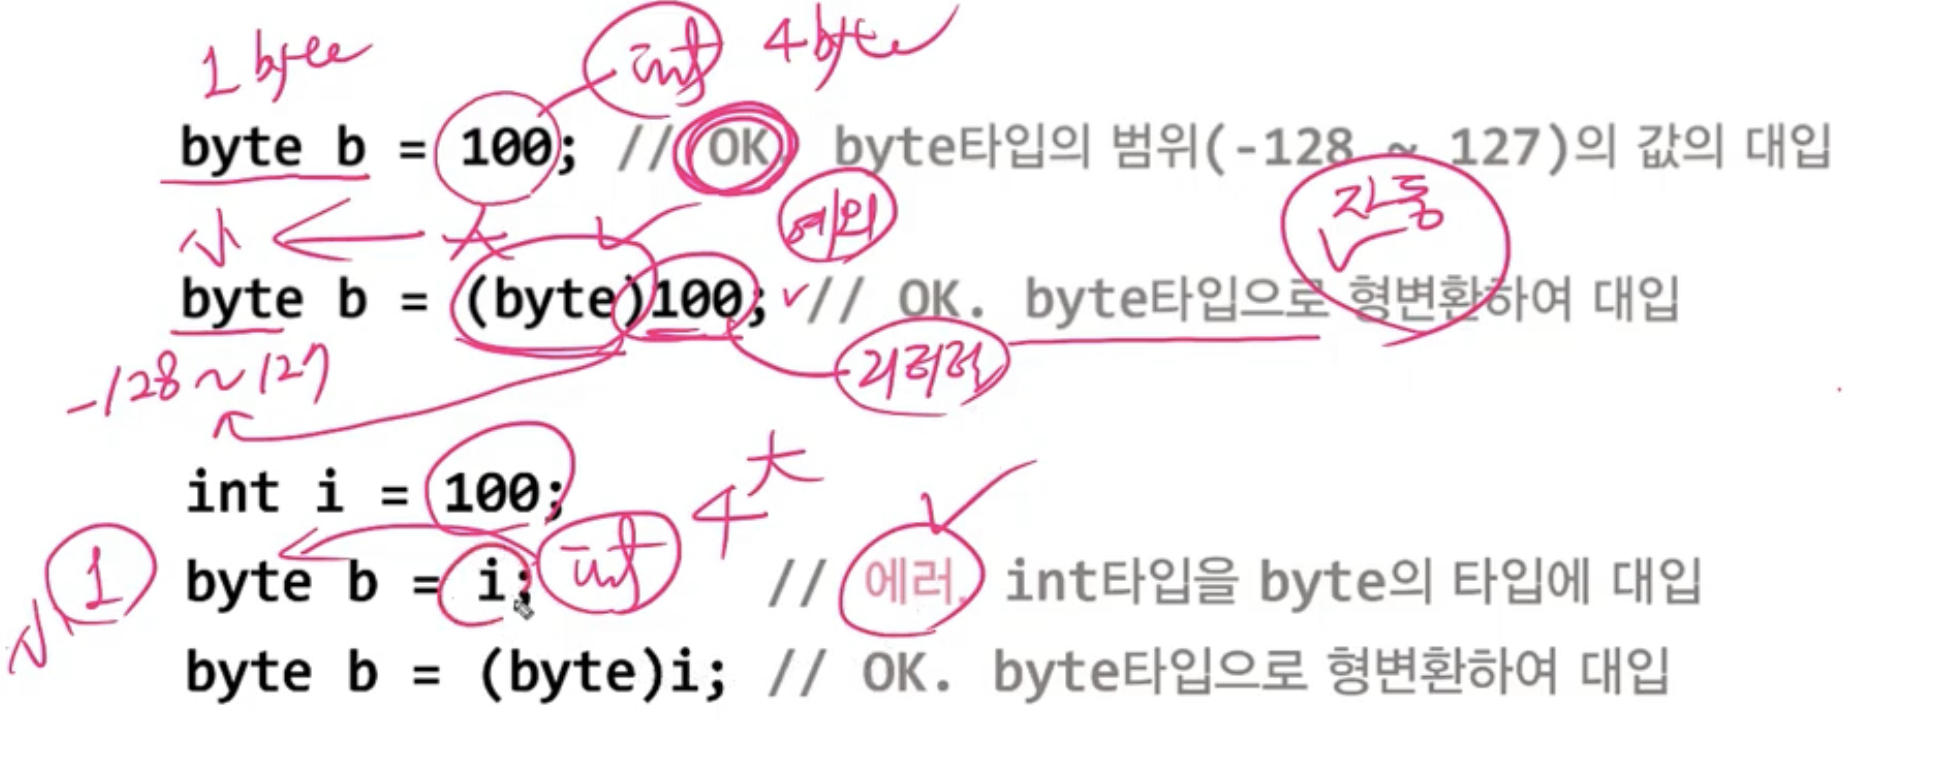 1 byte int 4 byte
byte b = 100; // OK. byte타입의 범위(-128 ~ 127)의 값의 대입
小 大 예외 자동
byte b = (byte)100; // OK. byte타입으로 형변환하여 대입
-128 ~ 127 리터럴
int i = 100;
4 大
1 byte b = i; int // 에러. int타입을 byte의 타입에 대입
小
byte b = (byte)i; // OK. byte타입으로 형변환하여 대입